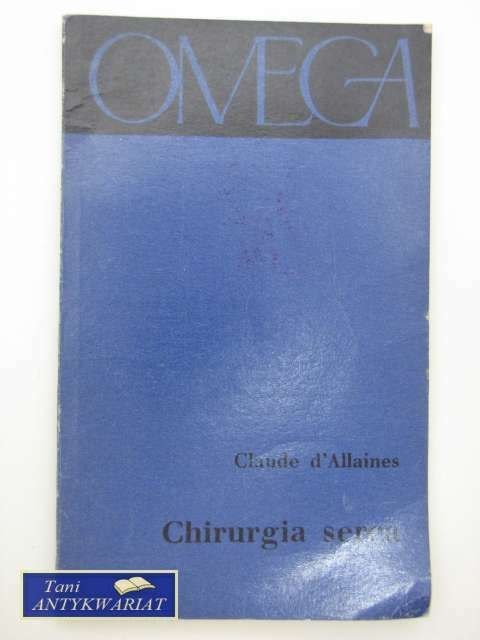 OMEGA
Claude d'Allaines
Chirurgia serca
Tani
ANTYKWARIAT